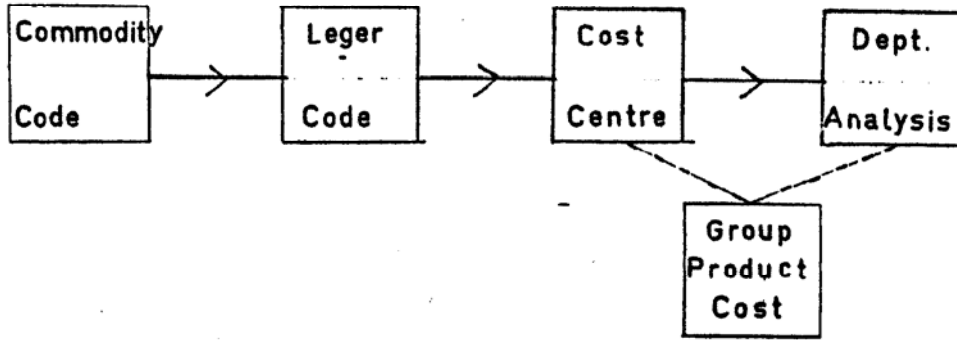 Commodity
Code
Leger
Code
Cost
Centre
Dept.
Analysis
Group
Product
Cost